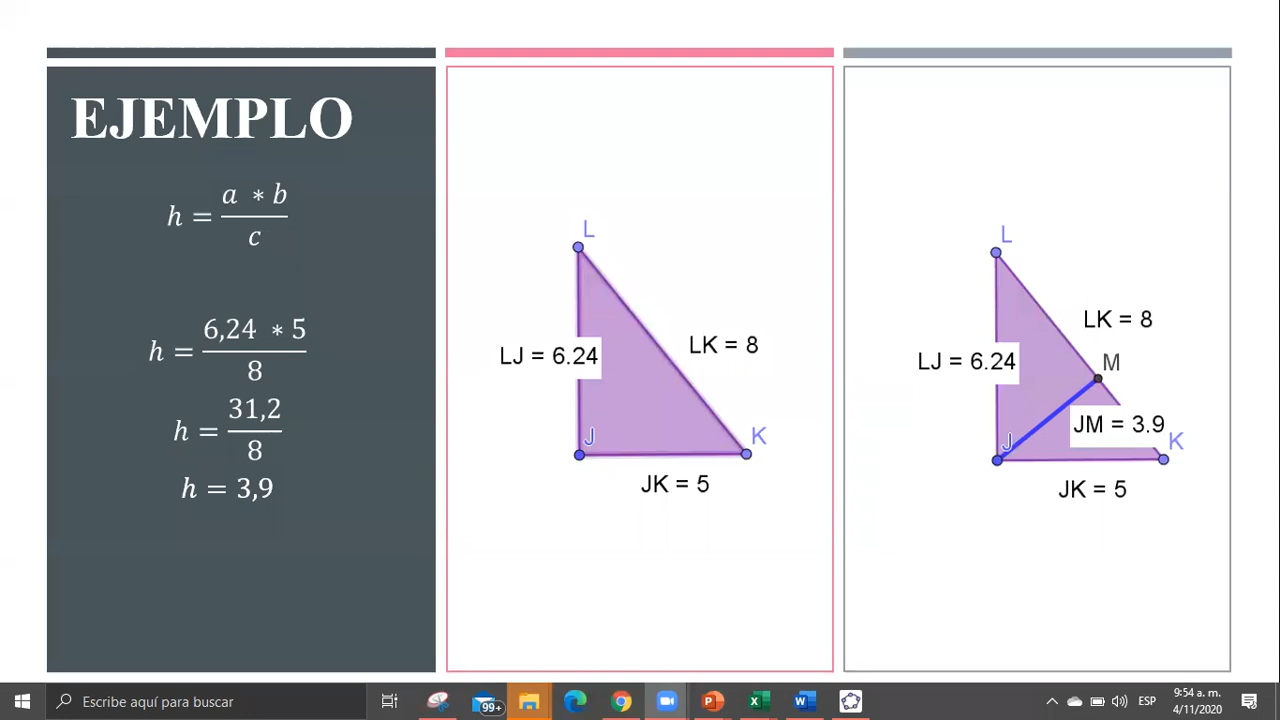 EJEMPLO
h = a * b / c
h = 6,24 * 5 / 8
h = 31,2 / 8
h = 3,9
L
LJ = 6.24
LK = 8
J
K
JK = 5
L
LK = 8
LJ = 6.24
M
JM = 3.9
J
K
JK = 5
Escribe aquí para buscar
99+
ESP
9:54 a. m.
4/11/2020